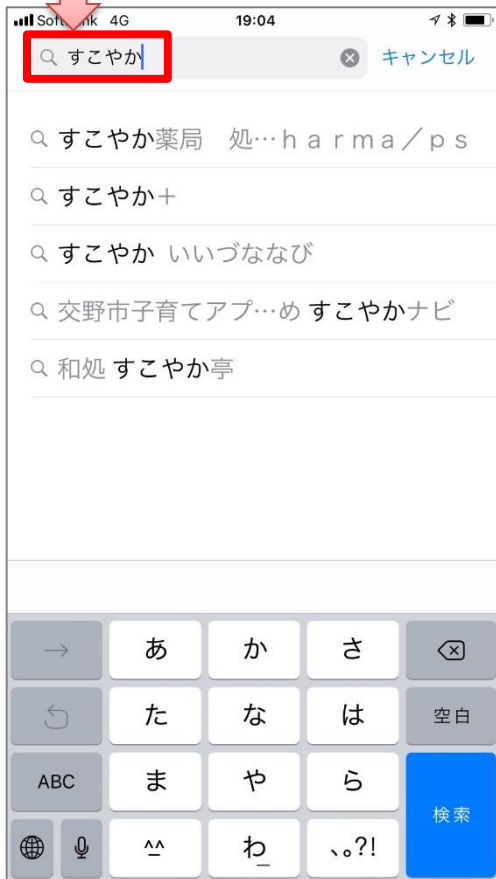 4G 19:04
すこやか キャンセル
すこやか薬局　処…ｈａｒｍａ／ｐｓ
すこやか＋
すこやか いいづななび
交野市子育てアプ…め すこやかナビ
和処 すこやか亭
→ あ か さ
た な は 空白
ABC ま や ら 検索
^^ わ_ 、。?!